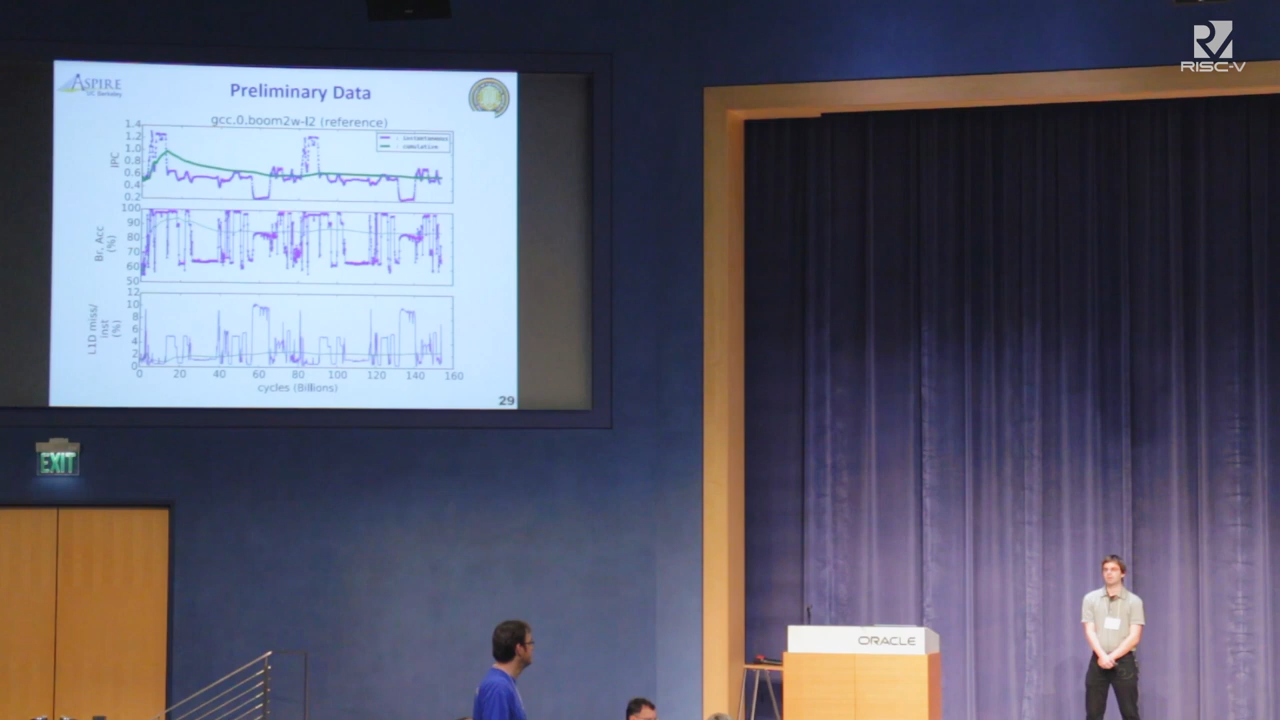 RISC-V
ASPIRE
UC Berkeley
Preliminary Data
gcc.0.boom2w-l2 (reference)
instantaneous
cumulative
IPC
1.4
1.2
1.0
0.8
0.6
0.4
0.2
Br. Acc
(%)
100
90
80
70
60
50
L1D miss/
inst
(%)
12
10
8
6
4
2
0
0 20 40 60 80 100 120 140 160
cycles (Billions)
29
EXIT
ORACLE